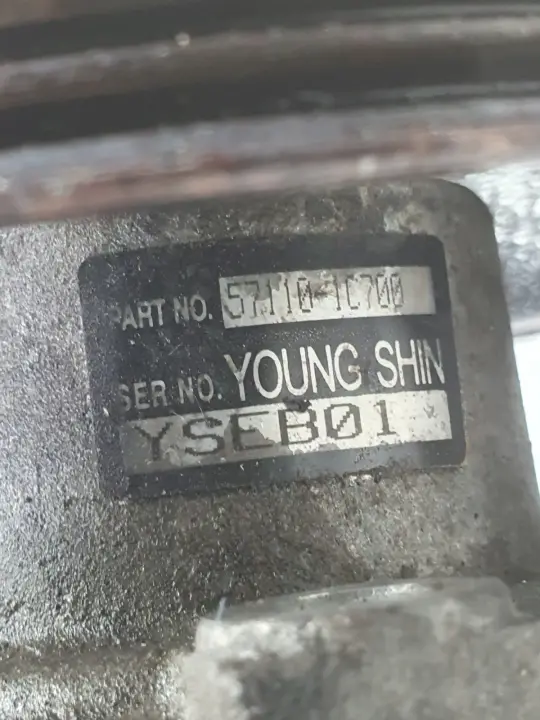 PART NO. 57110-1C700
SER NO. YOUNG SHIN
YSEB01